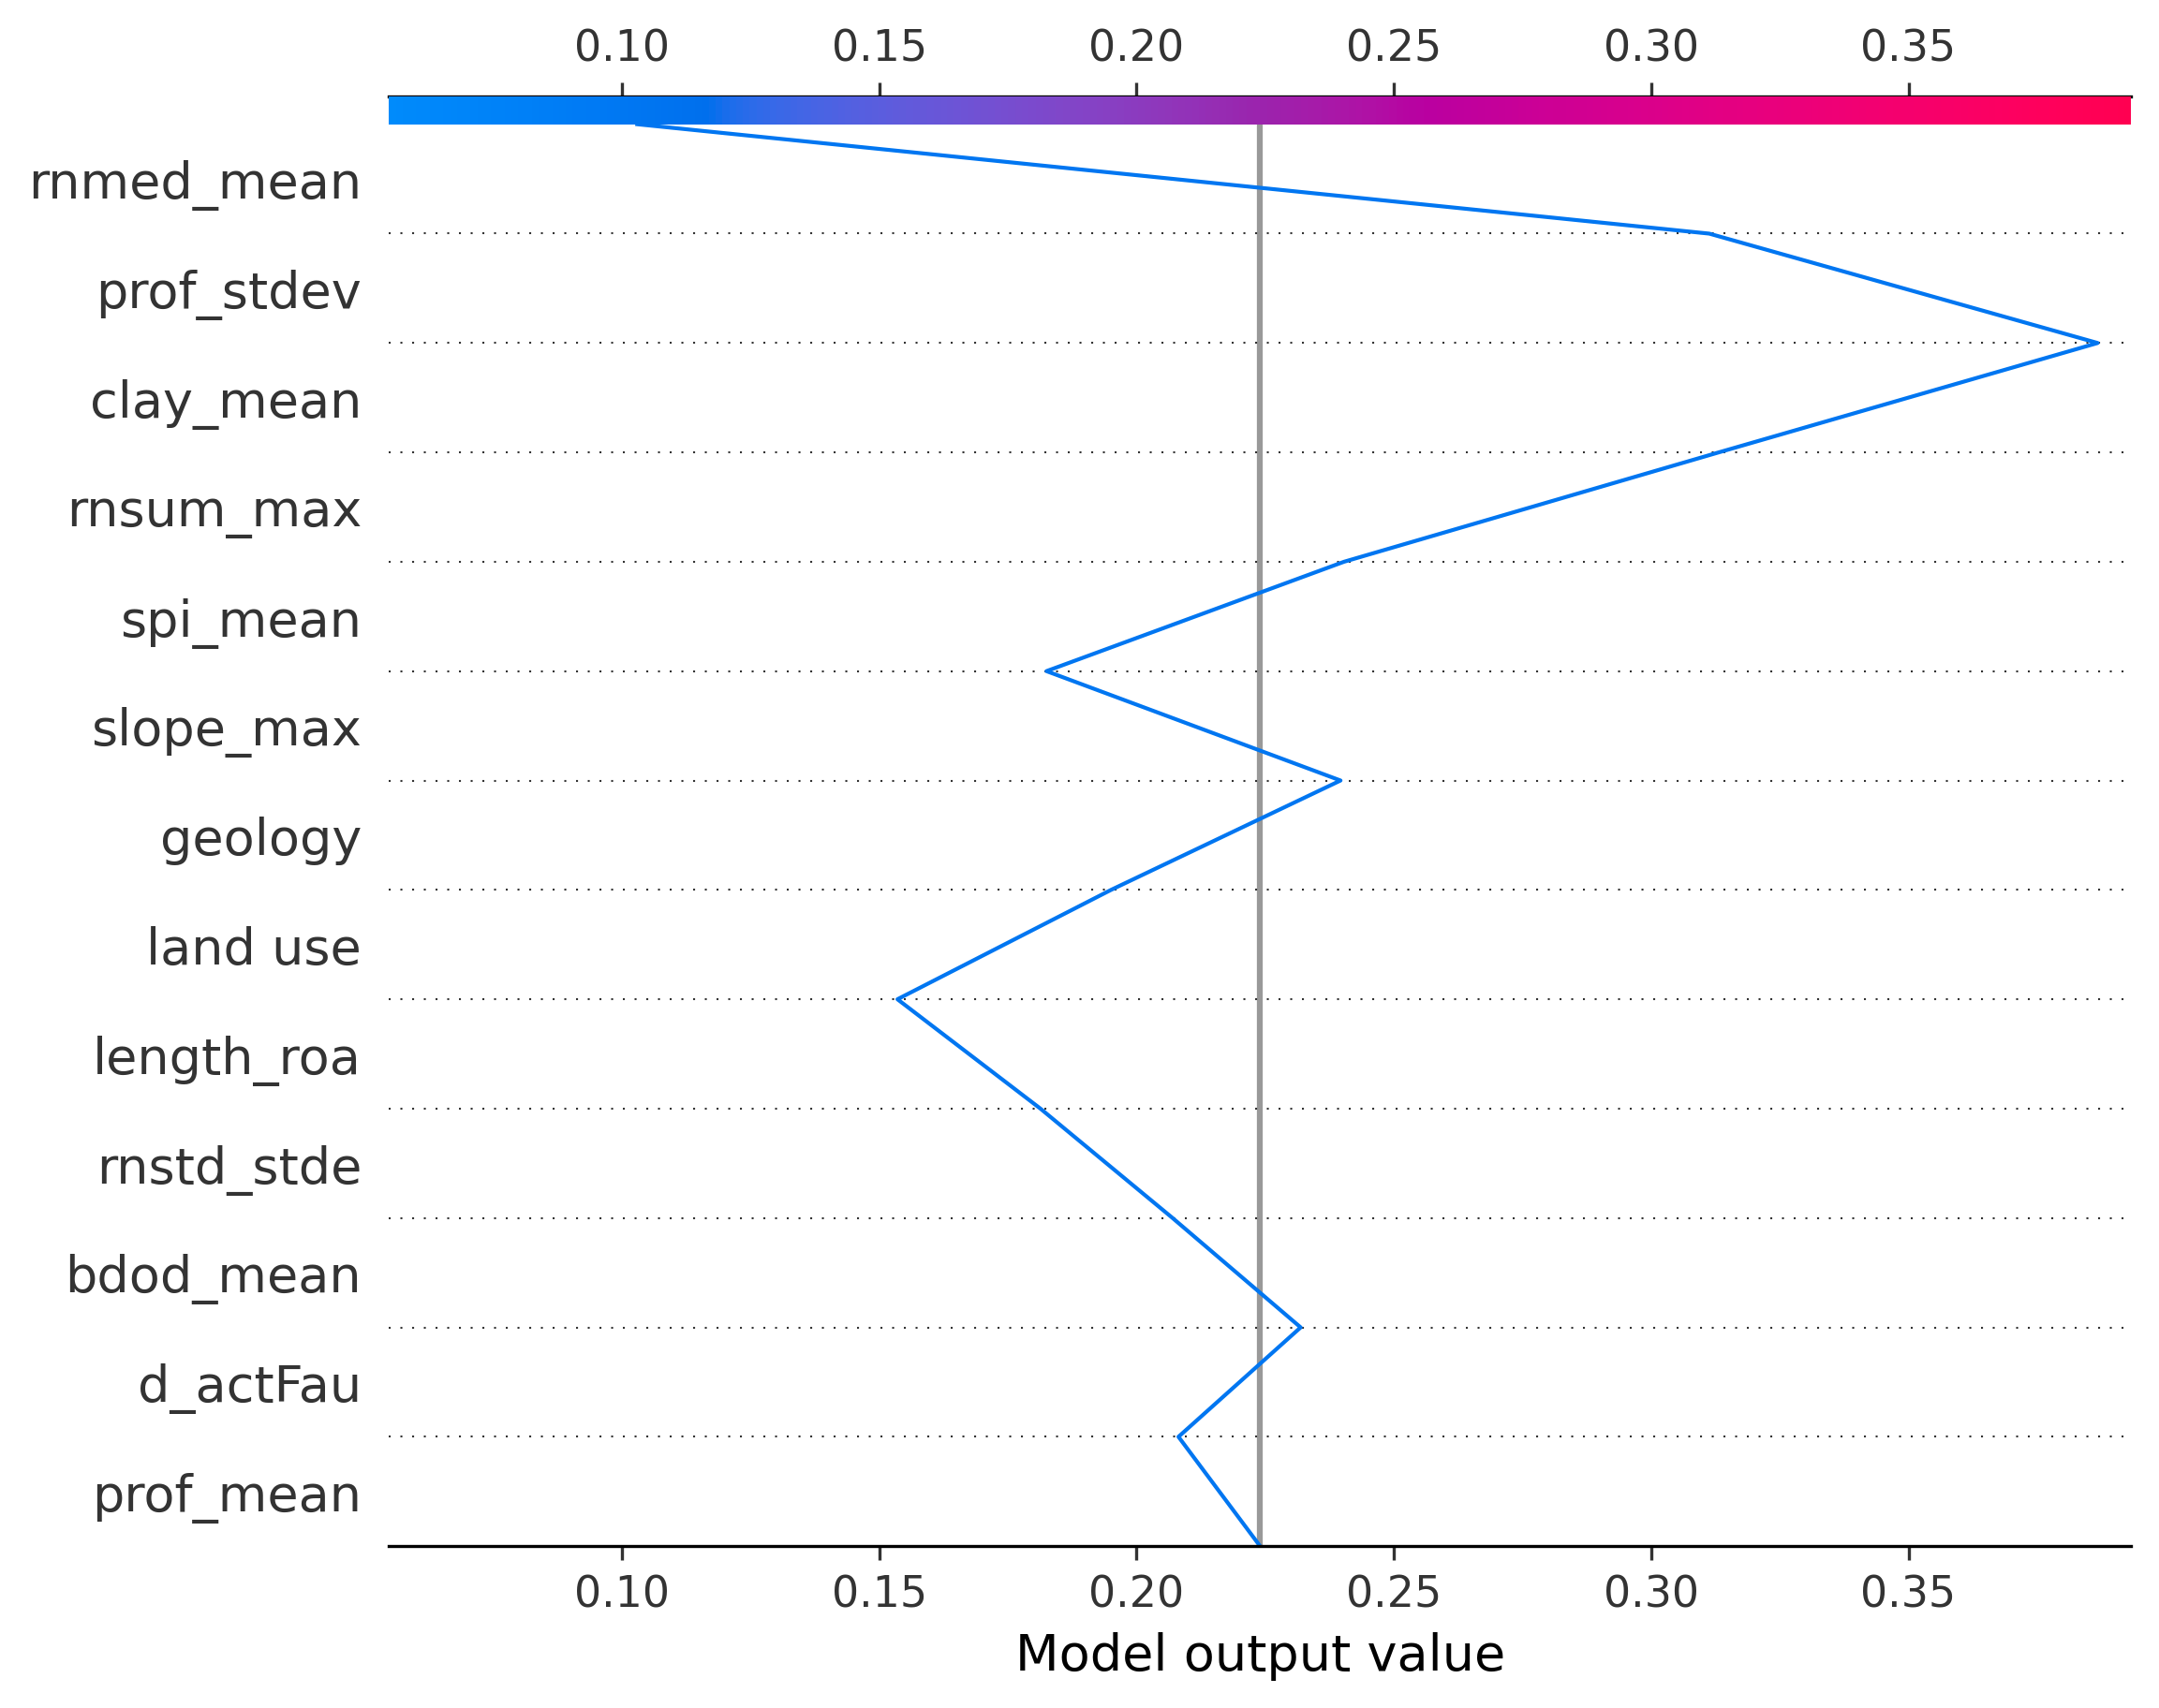 0.10 0.15 0.20 0.25 0.30 0.35
rnmed_mean
prof_stdev
clay_mean
rnsum_max
spi_mean
slope_max
geology
land use
length_roa
rnstd_stde
bdod_mean
d_actFau
prof_mean
0.10 0.15 0.20 0.25 0.30 0.35
Model output value